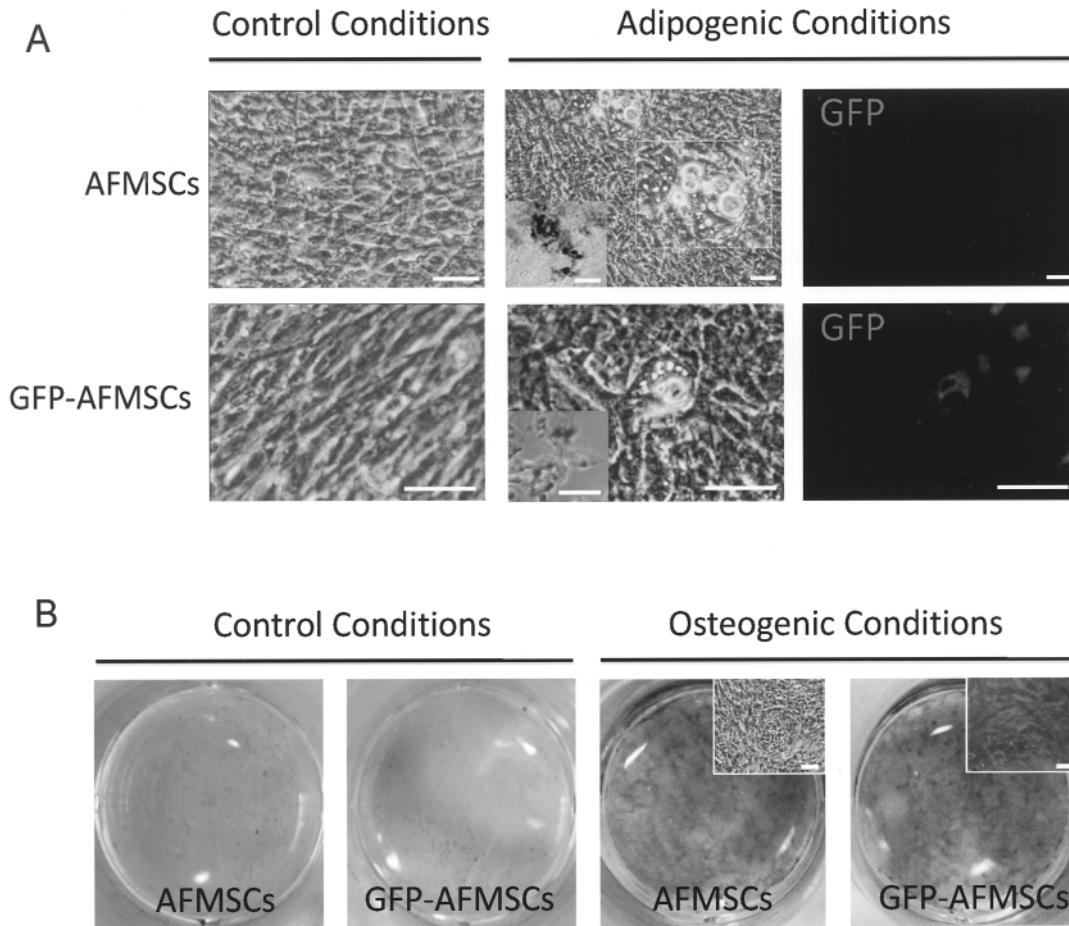 A
Control Conditions
Adipogenic Conditions
AFMSCs
GFP
GFP-AFMSCs
GFP
B
Control Conditions
Osteogenic Conditions
AFMSCs
GFP-AFMSCs
AFMSCs
GFP-AFMSCs